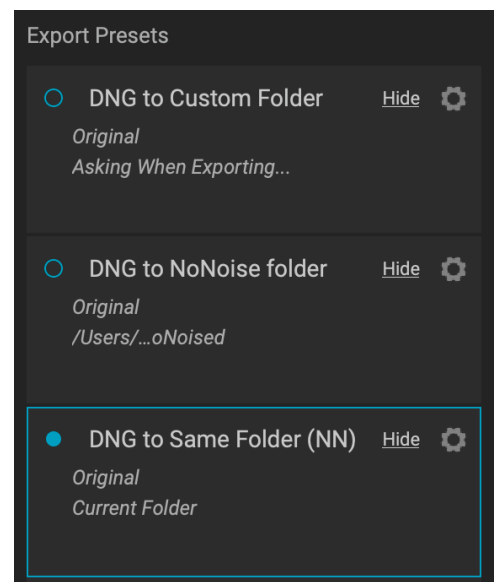 Export Presets
DNG to Custom Folder Hide
Original
Asking When Exporting...
DNG to NoNoise folder Hide
Original
/Users/...oNoised
DNG to Same Folder (NN) Hide
Original
Current Folder